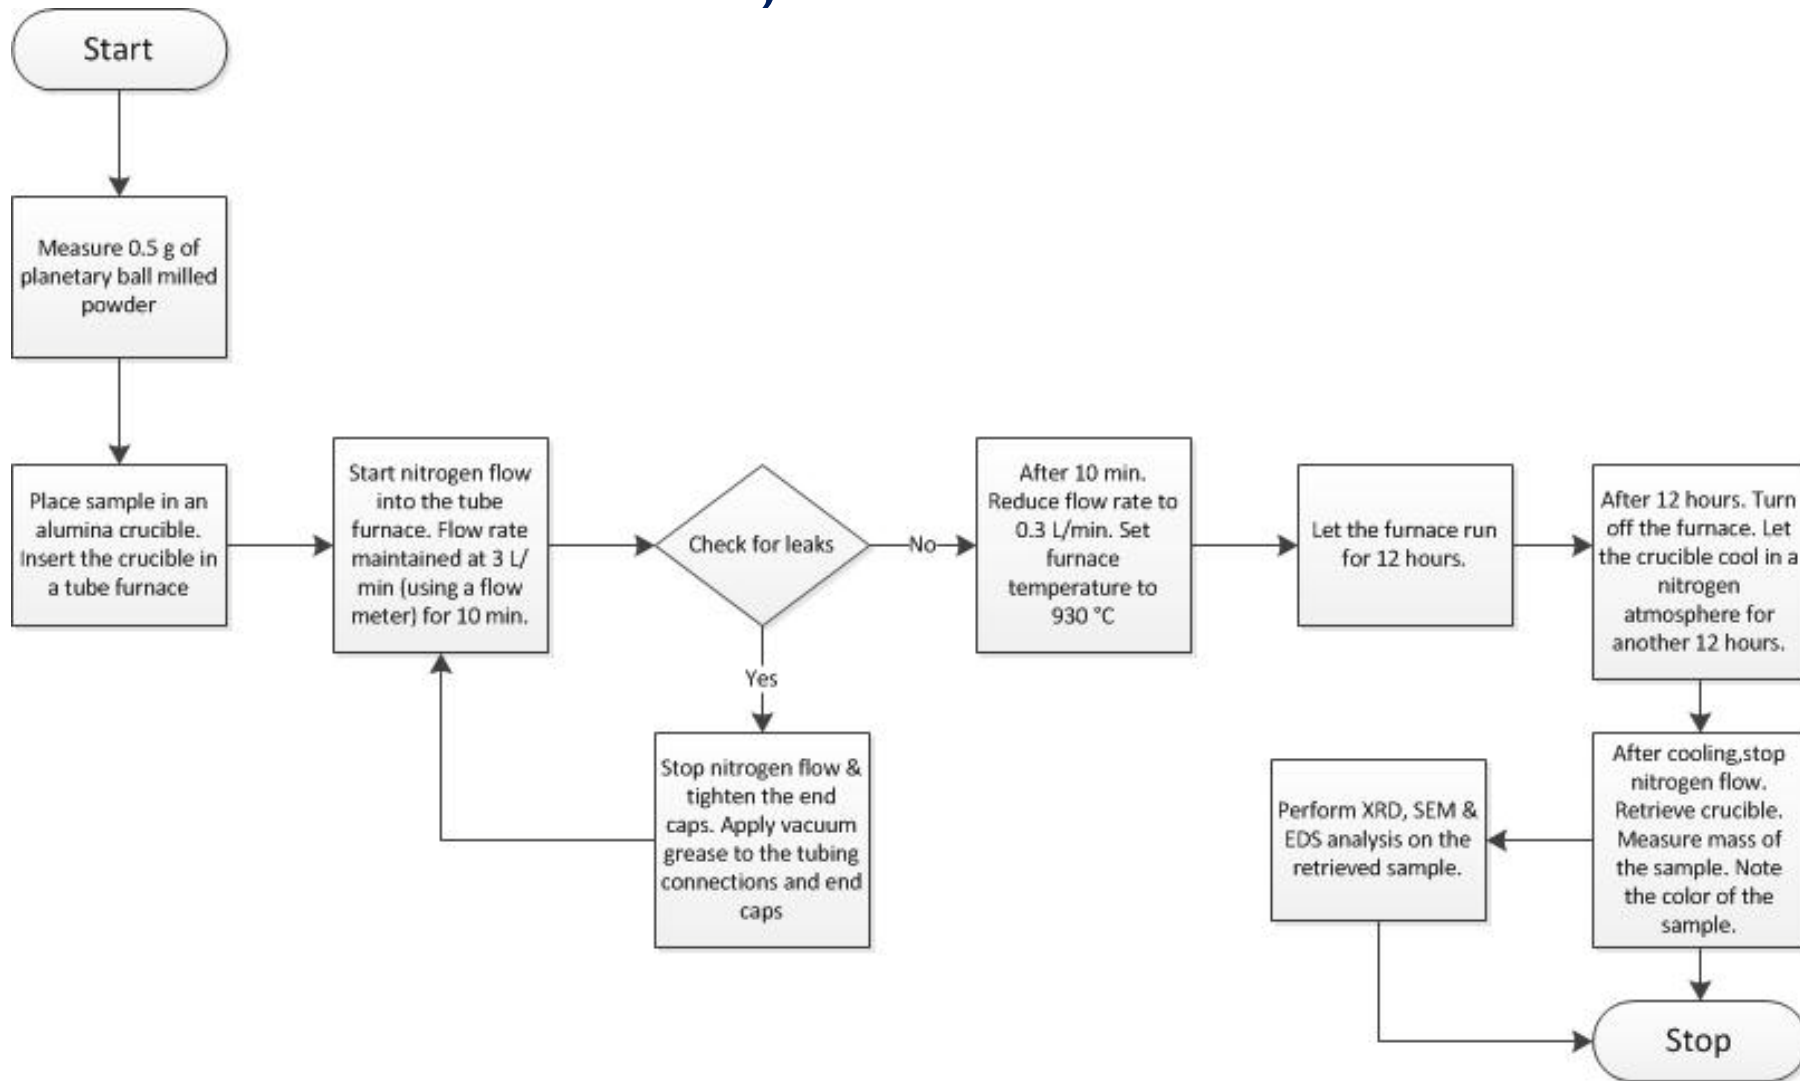 Start
Measure 0.5 g of
planetary ball milled
powder
Place sample in an
alumina crucible.
Insert the crucible in
a tube furnace
Start nitrogen flow
into the tube
furnace. Flow rate
maintained at 3 L/
min (using a flow
meter) for 10 min.
Check for leaks
No
Yes
Stop nitrogen flow &
tighten the end
caps. Apply vacuum
grease to the tubing
connections and end
caps
After 10 min.
Reduce flow rate to
0.3 L/min. Set
furnace
temperature to
930 °C
Let the furnace run
for 12 hours.
After 12 hours. Turn
off the furnace. Let
the crucible cool in a
nitrogen
atmosphere for
another 12 hours.
After cooling,stop
nitrogen flow.
Retrieve crucible.
Measure mass of
the sample. Note
the color of the
sample.
Perform XRD, SEM &
EDS analysis on the
retrieved sample.
Stop